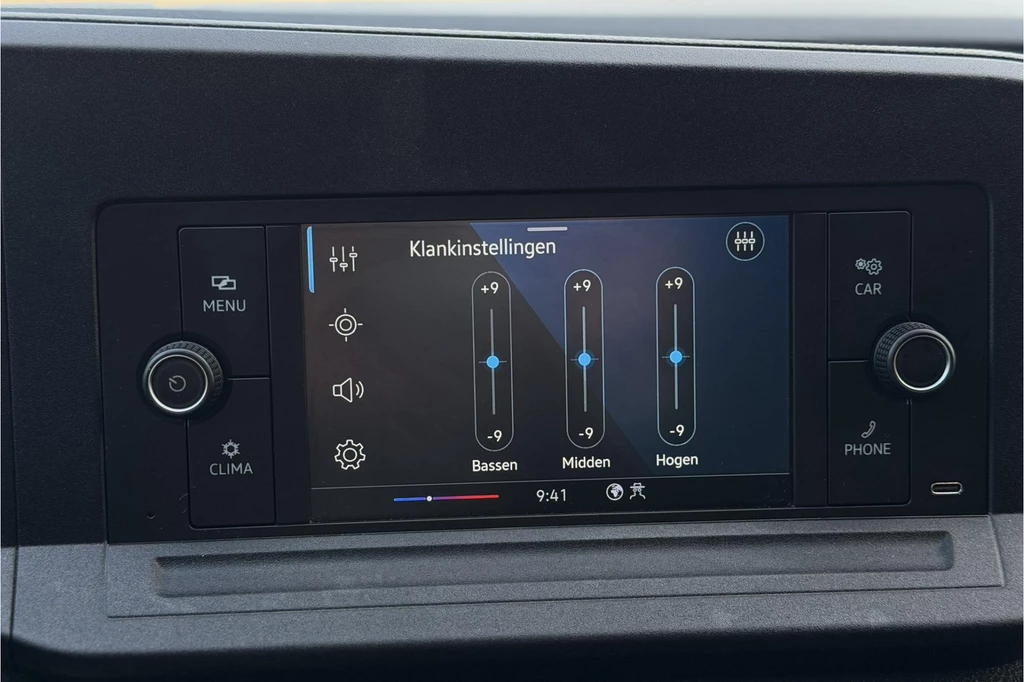 MENU
CLIMA
Klankinstellingen
+9 +9 +9
-9 -9 -9
Bassen Midden Hogen
9:41
CAR
PHONE